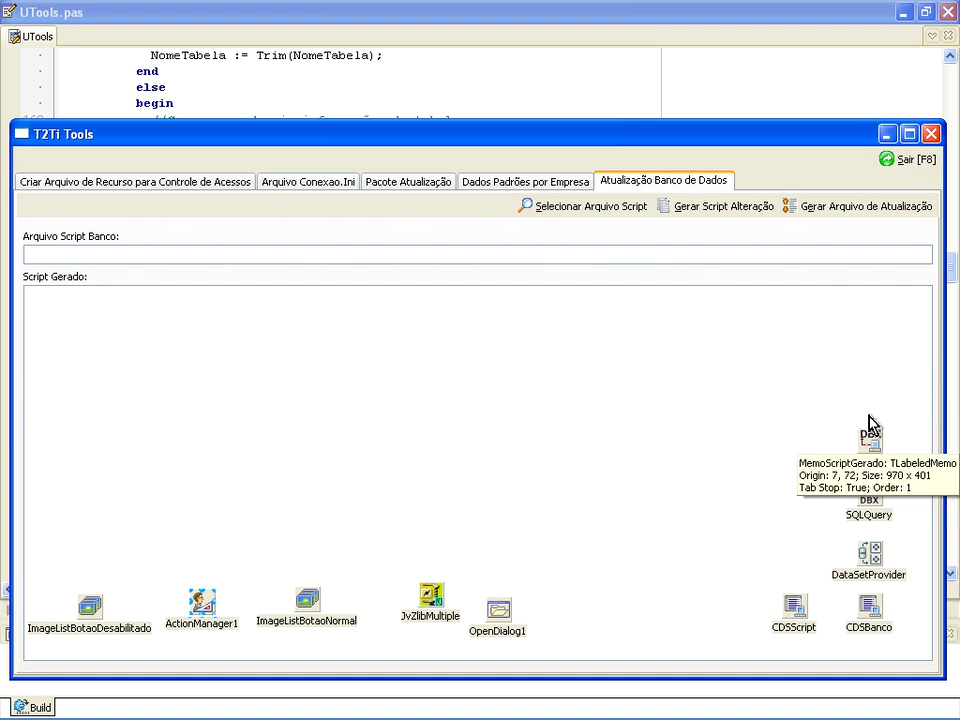 UTools.pas
UTools
NomeTabela := Trim(NomeTabela);
end
else
begin
T2Ti Tools
Sair [F8]
Criar Arquivo de Recurso para Controle de Acessos
Arquivo Conexao.Ini
Pacote Atualização
Dados Padrões por Empresa
Atualização Banco de Dados
Selecionar Arquivo Script
Gerar Script Alteração
Gerar Arquivo de Atualização
Arquivo Script Banco:
Script Gerado:
DBX
MemoScriptGerado: TLabeledMemo
Origin: 7, 72; Size: 970 x 401
Tab Stop: True; Order: 1
DBX
SQLQuery
DataSetProvider
ImageListBotaoDesabilitado
ActionManager1
ImageListBotaoNormal
JvZlibMultiple
OpenDialog1
CDSScript
CDSBanco
Build